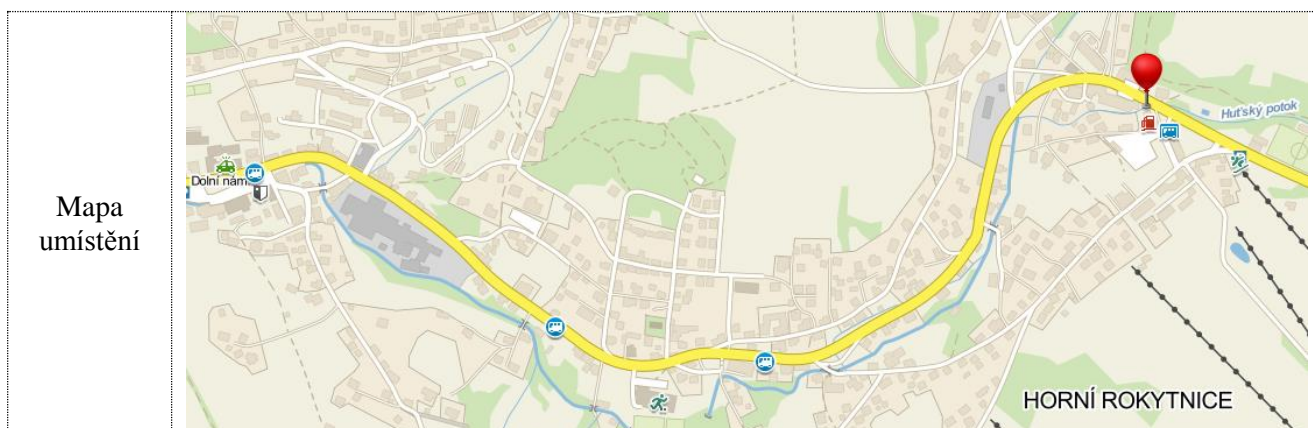 Mapa
umístění
Huťský potok
Dolní nám
HORNÍ ROKYTNICE